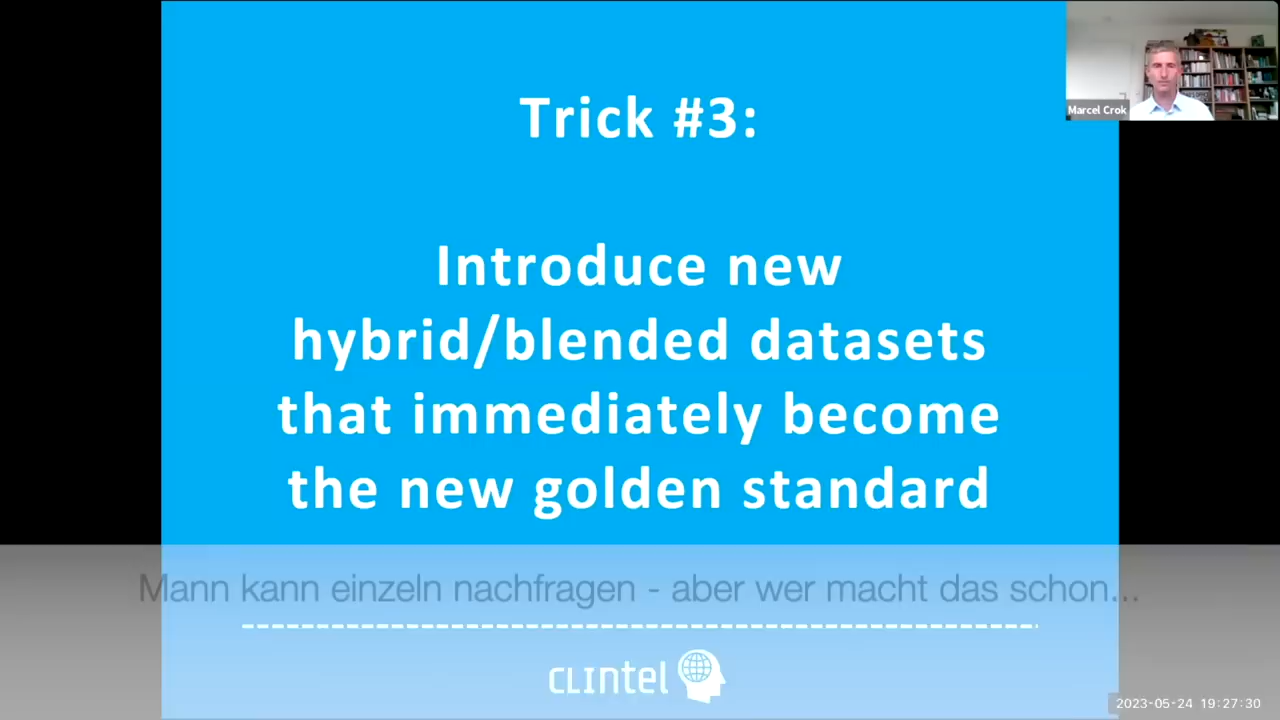 Trick #3:
Introduce new
hybrid/blended datasets
that immediately become
the new golden standard
Marcel Crok
Mann kann einzeln nachfragen - aber wer macht das schon...
CLINTEL
2023-05-24 19:27:30